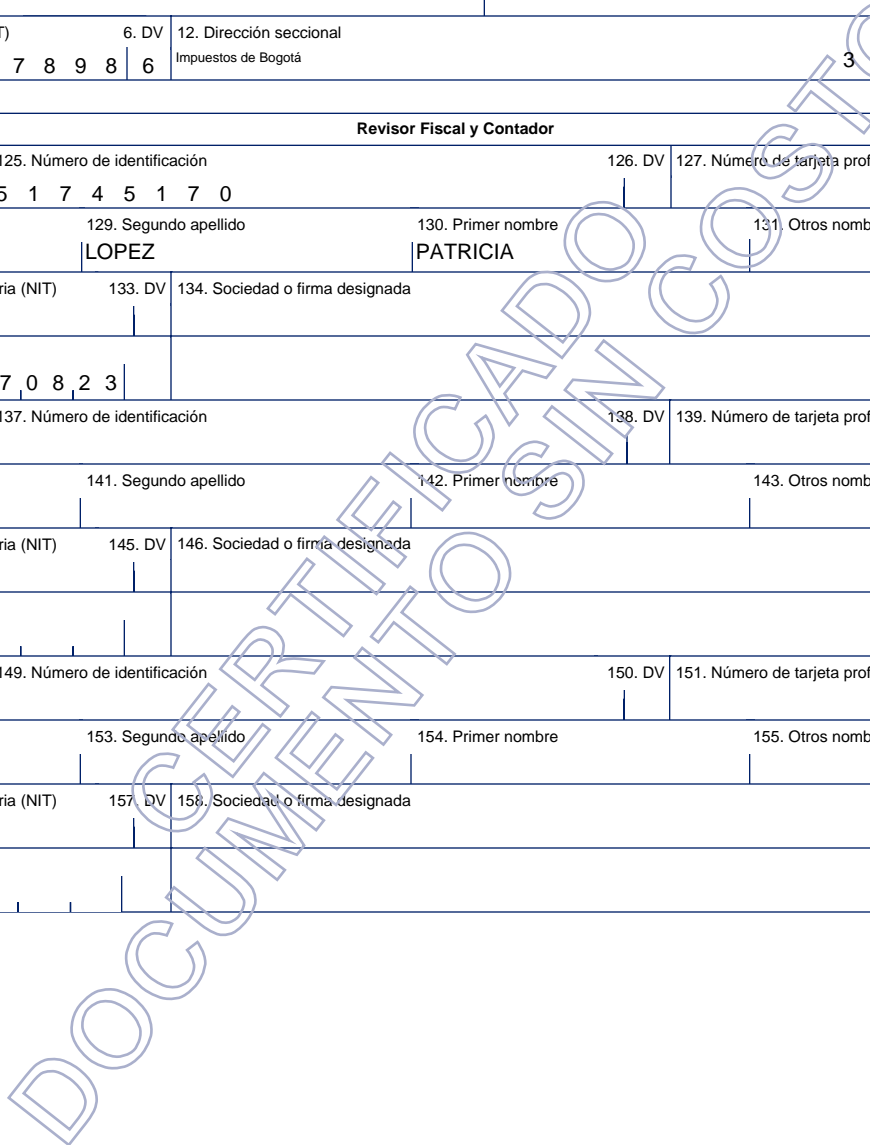 T) 6. DV 12. Dirección seccional
7 8 9 8 6 Impuestos de Bogotá 3
Revisor Fiscal y Contador
125. Número de identificación 126. DV 127. Número de tarjeta prof
5 1 7 4 5 1 7 0
129. Segundo apellido 130. Primer nombre 131. Otros nomb
LOPEZ PATRICIA
ria (NIT) 133. DV 134. Sociedad o firma designada
7 0 8 2 3
137. Número de identificación 138. DV 139. Número de tarjeta prof
141. Segundo apellido 142. Primer nombre 143. Otros nomb
ria (NIT) 145. DV 146. Sociedad o firma designada
149. Número de identificación 150. DV 151. Número de tarjeta prof
153. Segundo apellido 154. Primer nombre 155. Otros nomb
ria (NIT) 157. DV 158. Sociedad o firma designada
CERTIFICADO
DOCUMENTO SIN COSTO